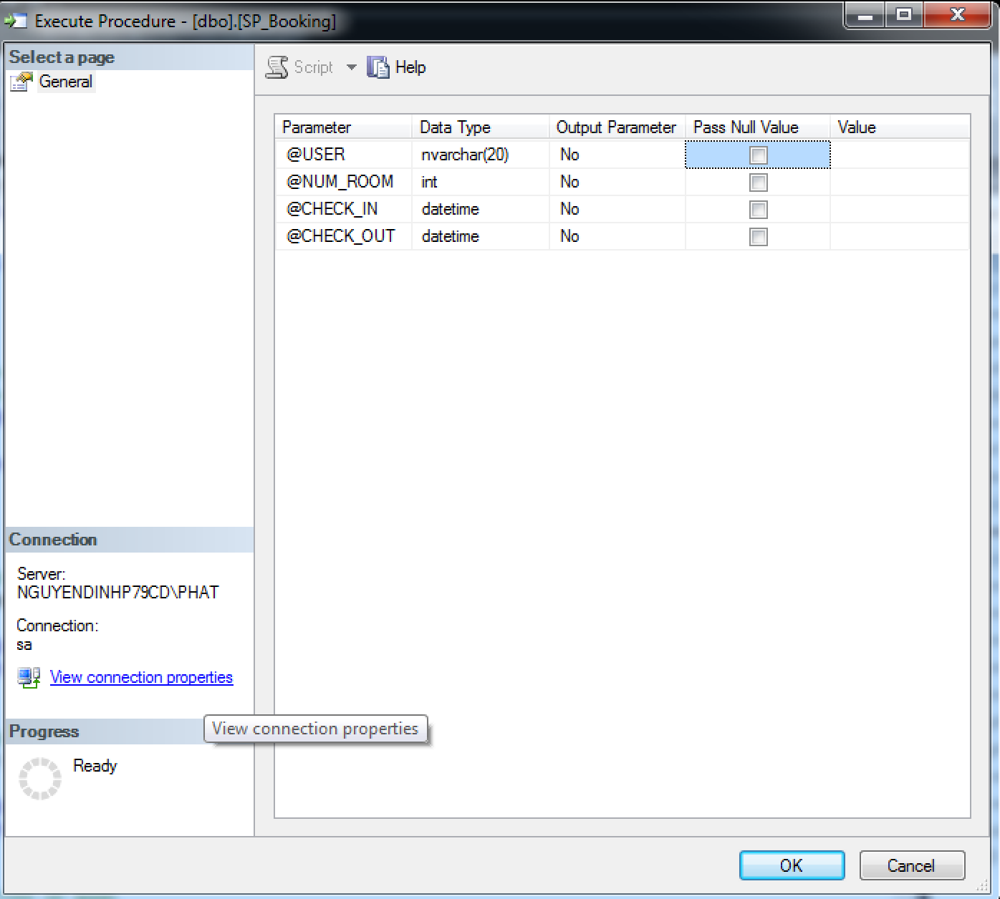 Execute Procedure - [dbo].[SP_Booking]
Select a page
General
Script
Help
Parameter Data Type Output Parameter Pass Null Value Value
@USER nvarchar(20) No
@NUM_ROOM int No
@CHECK_IN datetime No
@CHECK_OUT datetime No
Connection
Server:
NGUYENDINHP79CD\PHAT
Connection:
sa
View connection properties
View connection properties
Progress
Ready
OK
Cancel